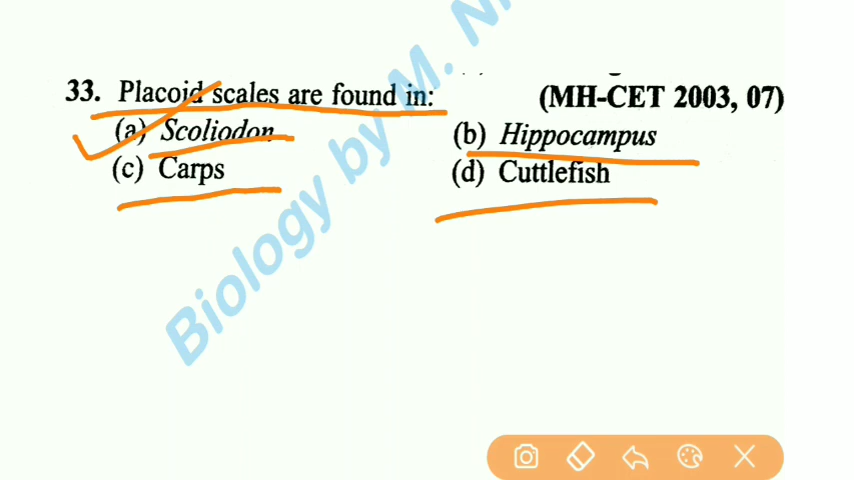 33. Placoid scales are found in: (MH-CET 2003, 07)
(a) Scoliodon (b) Hippocampus
(c) Carps (d) Cuttlefish
Biology by M.